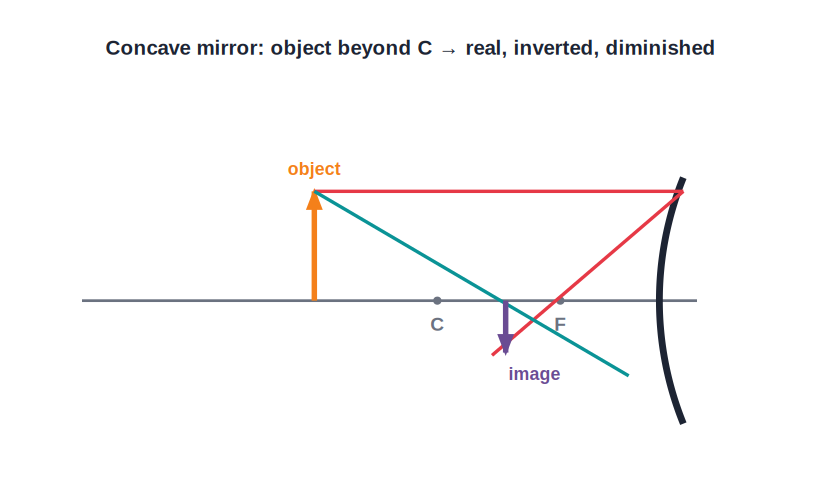 Concave mirror: object beyond C → real, inverted, diminished
object
C
F
image